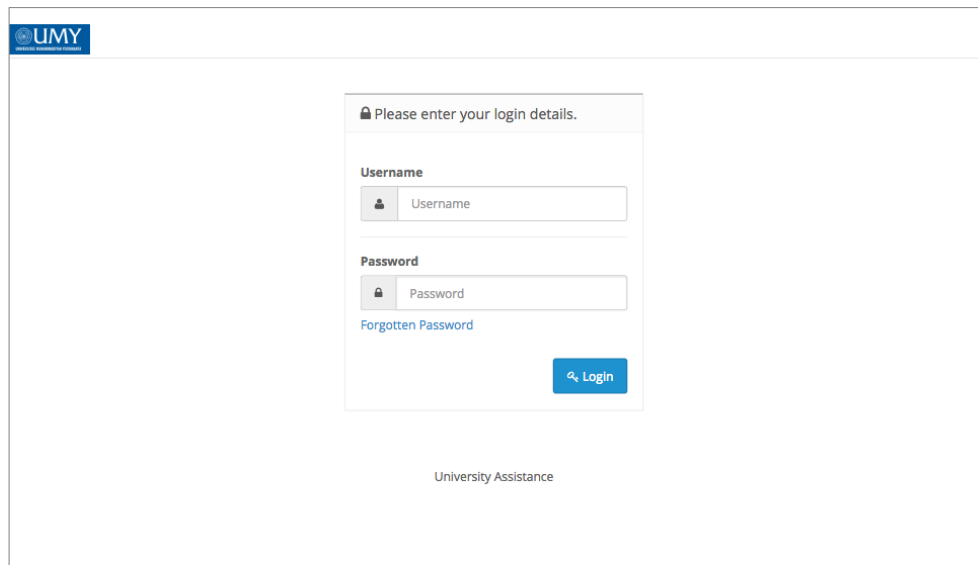 UMY
Please enter your login details.
Username
Username
Password
Password
Forgotten Password
Login
University Assistance